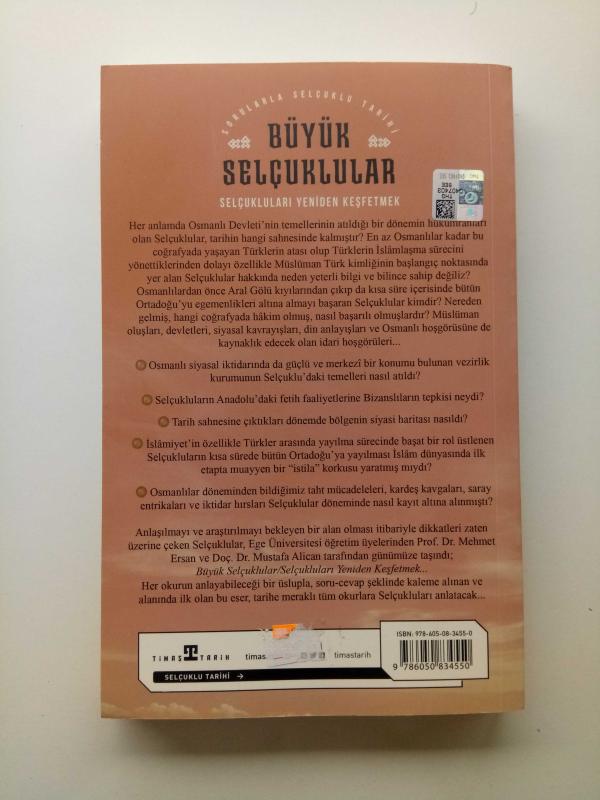 SORULARLA SELÇUKLU TARİHİ
BÜYÜK
SELÇUKLULAR
SELÇUKLULARI YENİDEN KEŞFETMEK
Her anlamda Osmanlı Devleti'nin temellerinin atıldığı bir dönemin hükümranları
olan Selçuklular, tarihin hangi sahnesinde kalmıştır? En az Osmanlılar kadar bu
coğrafyada yaşayan Türklerin atası olup Türklerin İslâmlaşma sürecini
yönettiklerinden dolayı özellikle Müslüman Türk kimliğinin başlangıç noktasında
yer alan Selçuklular hakkında neden yeterli bilgi ve bilince sahip değiliz?
Osmanlılardan önce Aral Gölü kıyılarından çıkıp da kısa süre içerisinde bütün
Ortadoğu'yu egemenlikleri altına almayı başaran Selçuklular kimdir? Nereden
gelmiş, hangi coğrafyada hâkim olmuş, nasıl başarılı olmuşlardır? Müslüman
oluşları, devletleri, siyasal kavrayışları, din anlayışları ve Osmanlı hoşgörüsüne de
kaynaklık edecek olan idari hoşgörüleri...
Osmanlı siyasal iktidarında da güçlü ve merkezî bir konumu bulunan vezirlik
kurumunun Selçuklu'daki temelleri nasıl atıldı?
Selçukluların Anadolu'daki fetih faaliyetlerine Bizanslıların tepkisi neydi?
Tarih sahnesine çıktıkları dönemde bölgenin siyasi haritası nasıldı?
İslâmiyet'in özellikle Türkler arasında yayılma sürecinde başat bir rol üstlenen
Selçukluların kısa sürede bütün Ortadoğu'ya yayılması İslâm dünyasında ilk
etapta muayyen bir "istila" korkusu yaratmış mıydı?
Osmanlılar döneminden bildiğimiz taht mücadeleleri, kardeş kavgaları, saray
entrikaları ve iktidar hırsları Selçuklular döneminde nasıl kayıt altına alınmıştı?
Anlaşılmayı ve araştırılmayı bekleyen bir alan olması itibariyle dikkatleri zaten
üzerine çeken Selçuklular, Ege Üniversitesi öğretim üyelerinden Prof. Dr. Mehmet
Ersan ve Doç. Dr. Mustafa Alican tarafından günümüze taşındı;
Büyük Selçuklular/Selçukluları Yeniden Keşfetmek...
Her okurun anlayabileceği bir üslupla, soru-cevap şeklinde kaleme alınan ve
alanında ilk olan bu eser, tarihe meraklı tüm okurlara Selçukluları anlatacak...
TİMAŞ TARİH
timas
timastarih
SELÇUKLU TARİHİ →
ISBN: 978-605-08-3455-0
9 786050 834550